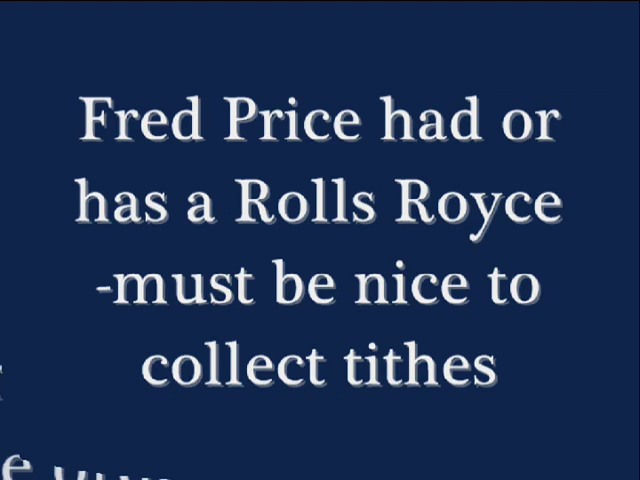 Fred Price had or
has a Rolls Royce
-must be nice to
collect tithes